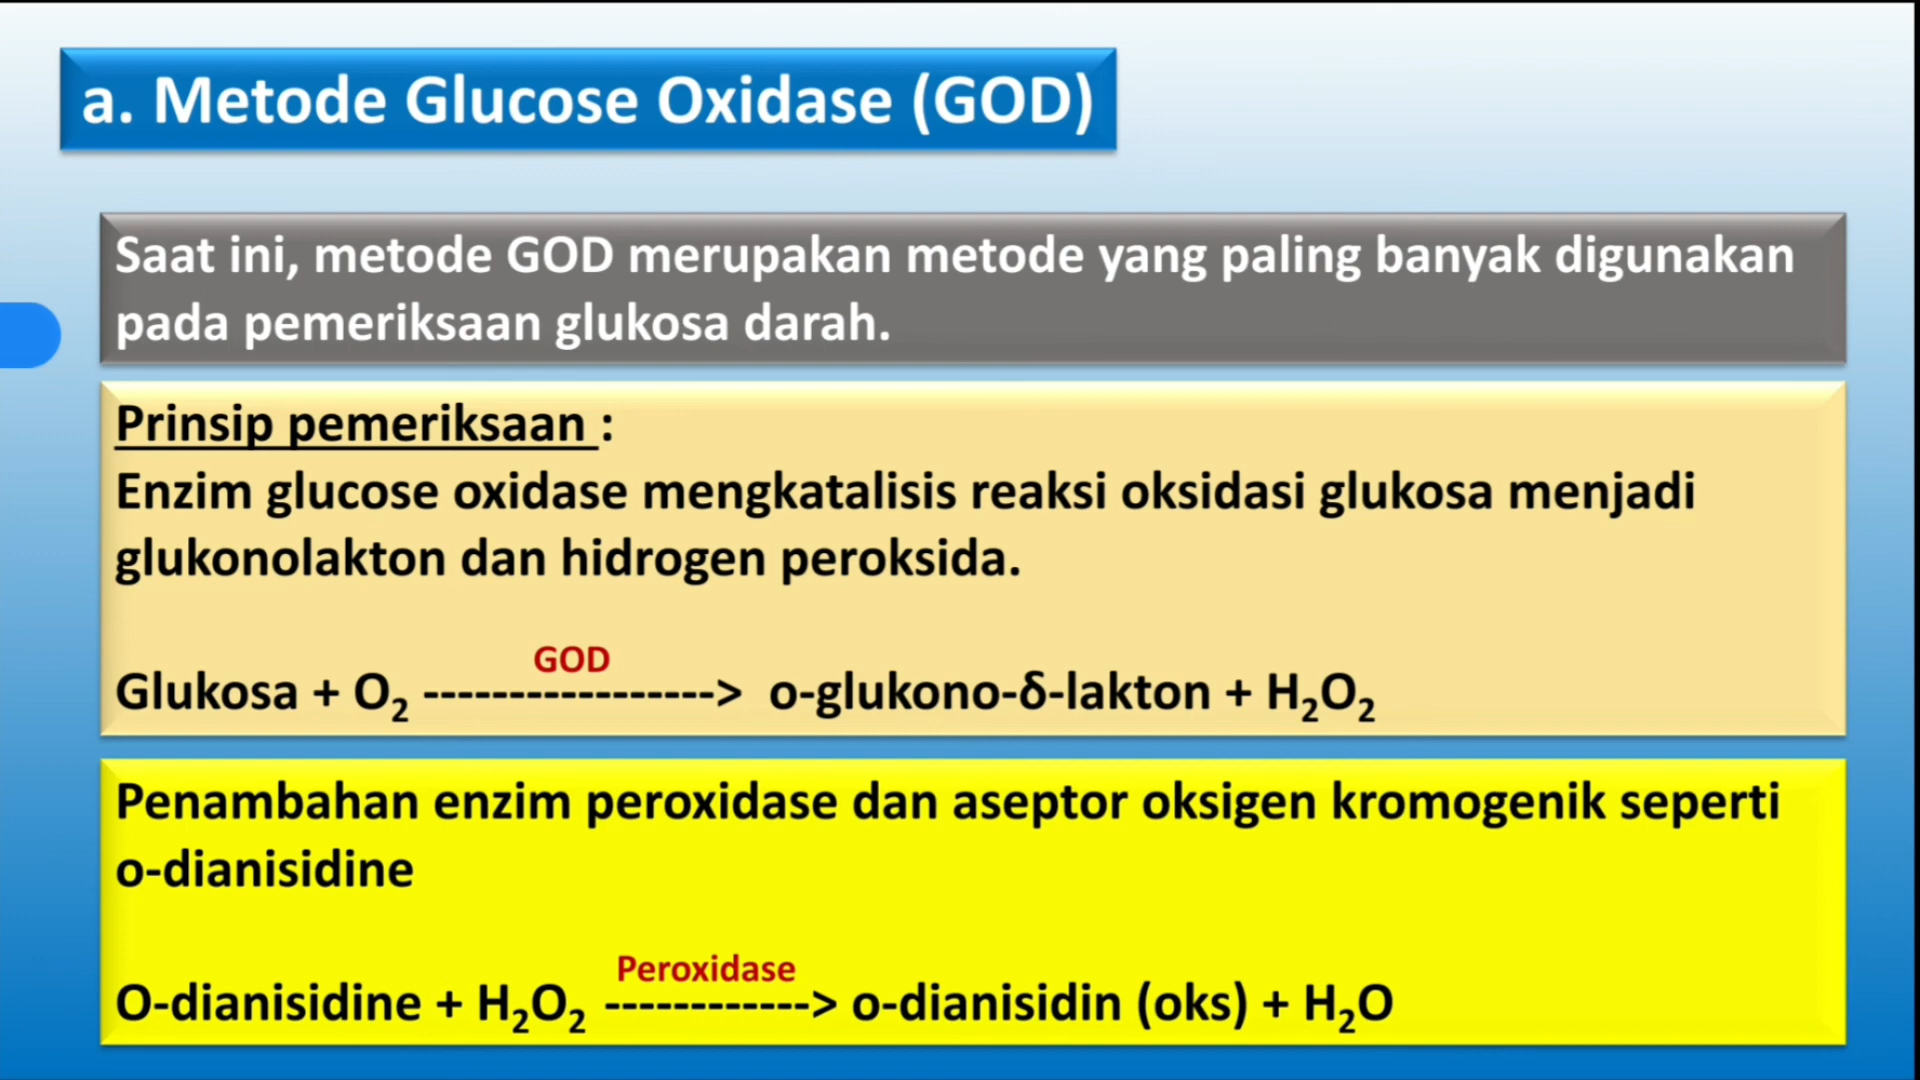 a. Metode Glucose Oxidase (GOD)
Saat ini, metode GOD merupakan metode yang paling banyak digunakan
pada pemeriksaan glukosa darah.
Prinsip pemeriksaan :
Enzim glucose oxidase mengkatalisis reaksi oksidasi glukosa menjadi
glukonolakton dan hidrogen peroksida.
GOD
Glukosa + O₂ -----------------> o-glukono-δ-lakton + H₂O₂
Penambahan enzim peroxidase dan aseptor oksigen kromogenik seperti
o-dianisidine
Peroxidase
O-dianisidine + H₂O₂ ------------> o-dianisidin (oks) + H₂O